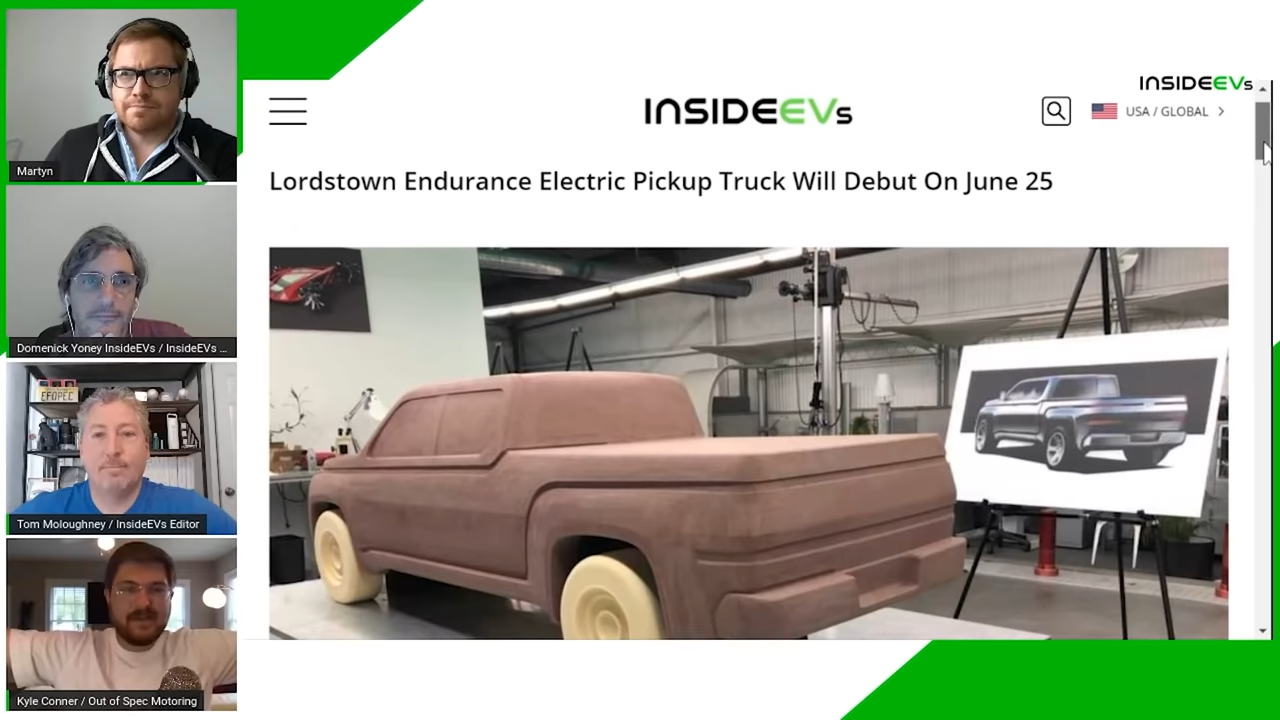 Martyn
Domenick Yoney InsideEVs / InsideEVs ...
EFOPEC
Tom Moloughney / InsideEVs Editor
Kyle Conner / Out of Spec Motoring
INSIDEEVs
INSIDEEVs
USA / GLOBAL
Lordstown Endurance Electric Pickup Truck Will Debut On June 25